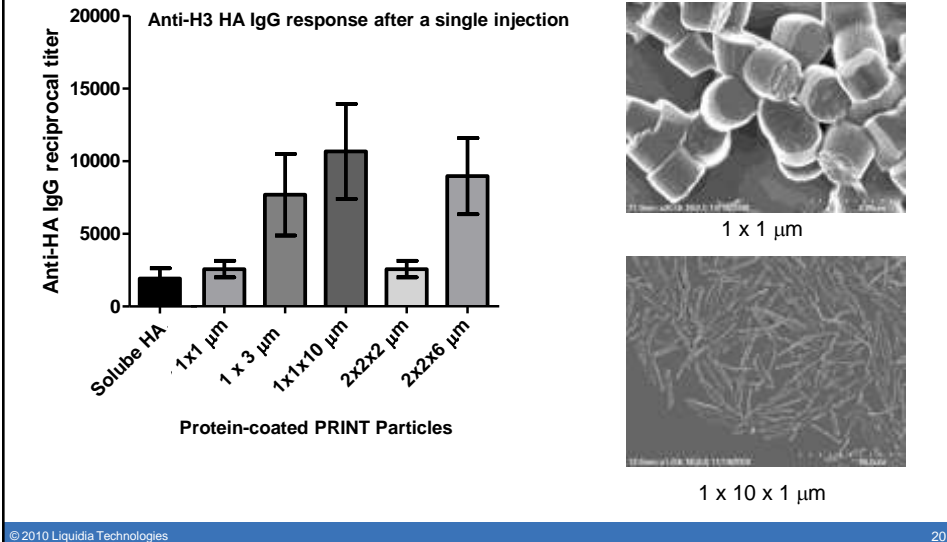 Anti-H3 HA IgG response after a single injection
Anti-HA IgG reciprocal titer
20000
15000
10000
5000
0
Solube HA
1x1 μm
1 x 3 μm
1x1x10 μm
2x2x2 μm
2x2x6 μm
Protein-coated PRINT Particles
1 x 1 μm
1 x 10 x 1 μm
© 2010 Liquidia Technologies
20